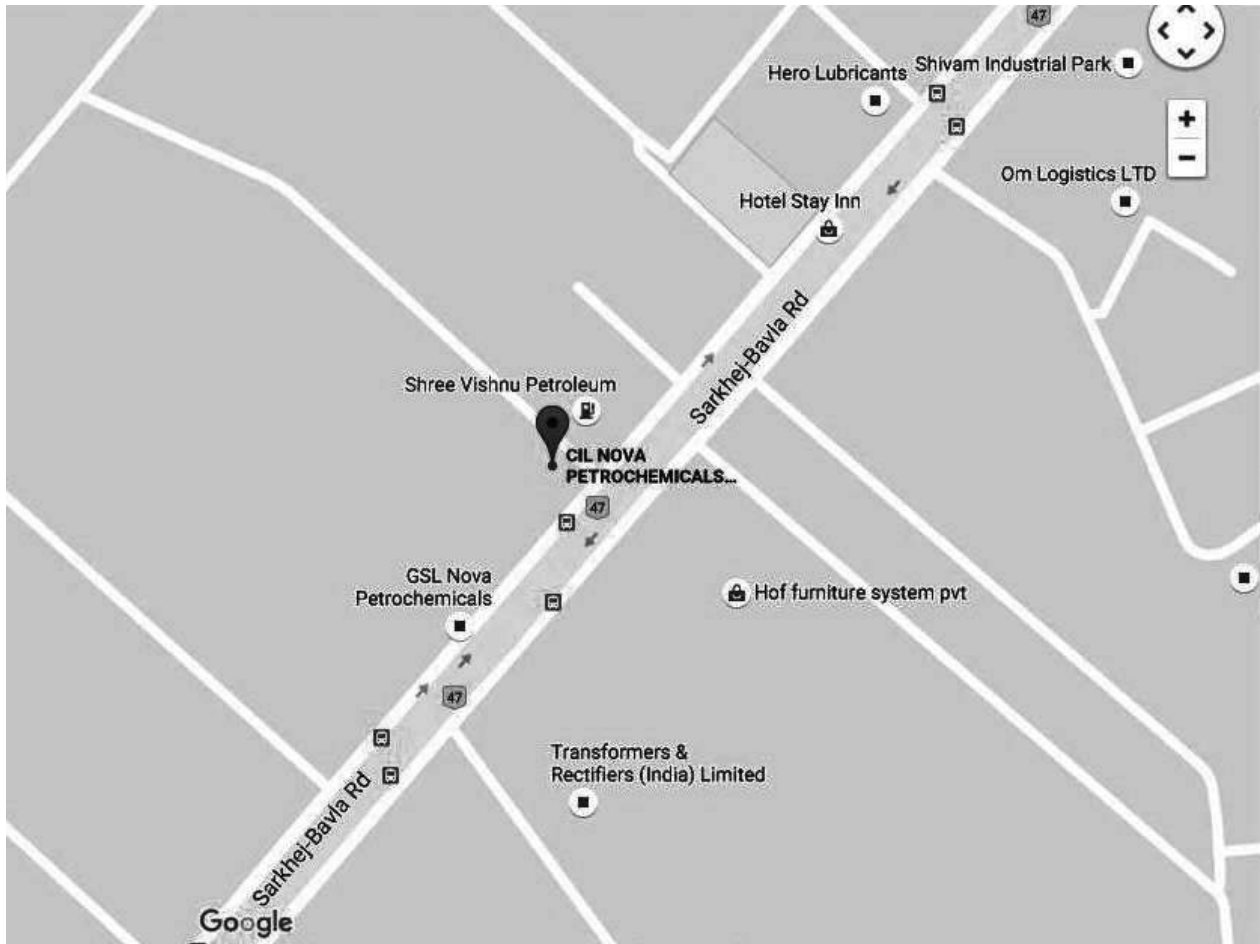 47
Hero Lubricants
Shivam Industrial Park
Om Logistics LTD
Hotel Stay Inn
Sarkhej-Bavla Rd
Shree Vishnu Petroleum
CIL NOVA
PETROCHEMICALS...
47
GSL Nova
Petrochemicals
Hof furniture system pvt
47
Transformers &
Rectifiers (India) Limited
Sarkhej-Bavla Rd
Google